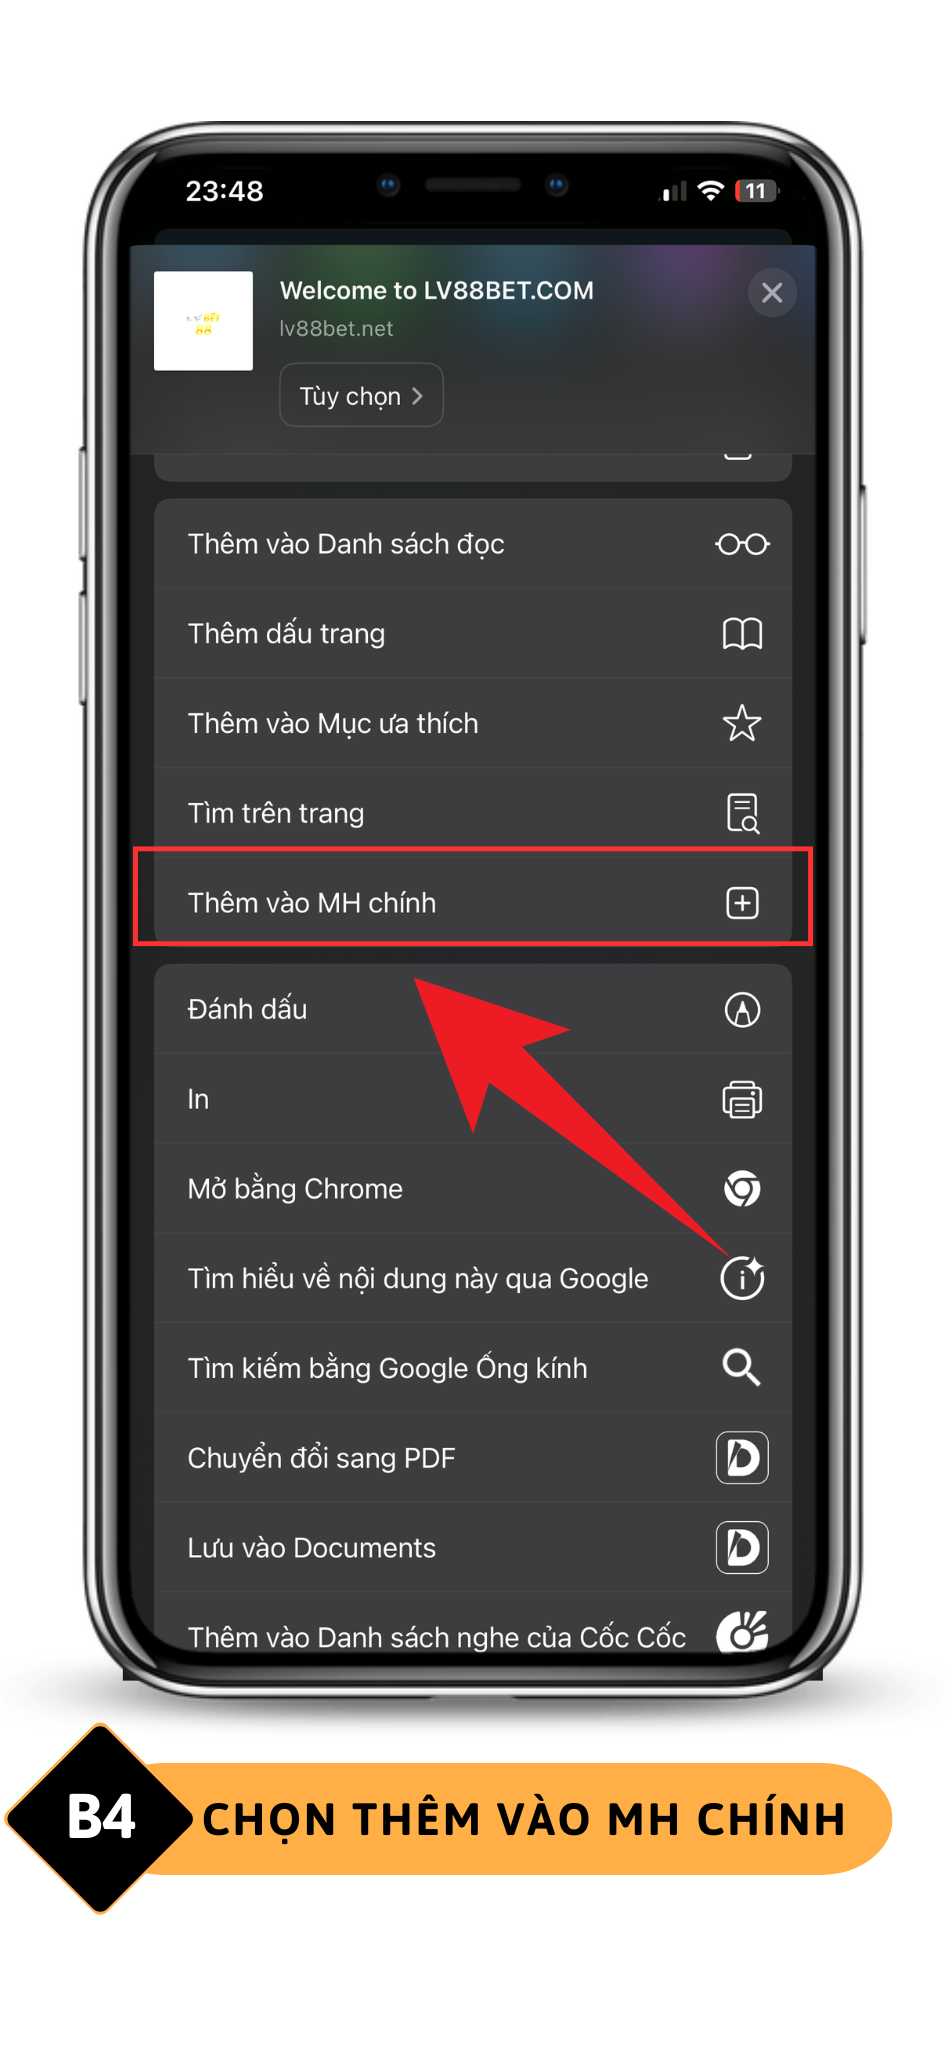 23:48
11
Welcome to LV88BET.COM
BET
88
lv88bet.net
Tùy chọn
Thêm vào Danh sách đọc
Thêm dấu trang
Thêm vào Mục ưa thích
Tìm trên trang
Thêm vào MH chính
Đánh dấu
In
Mở bằng Chrome
Tìm hiểu về nội dung này qua Google
Tìm kiếm bằng Google Ống kính
Chuyển đổi sang PDF
Lưu vào Documents
Thêm vào Danh sách nghe của Cốc Cốc
B4
CHỌN THÊM VÀO MH CHÍNH